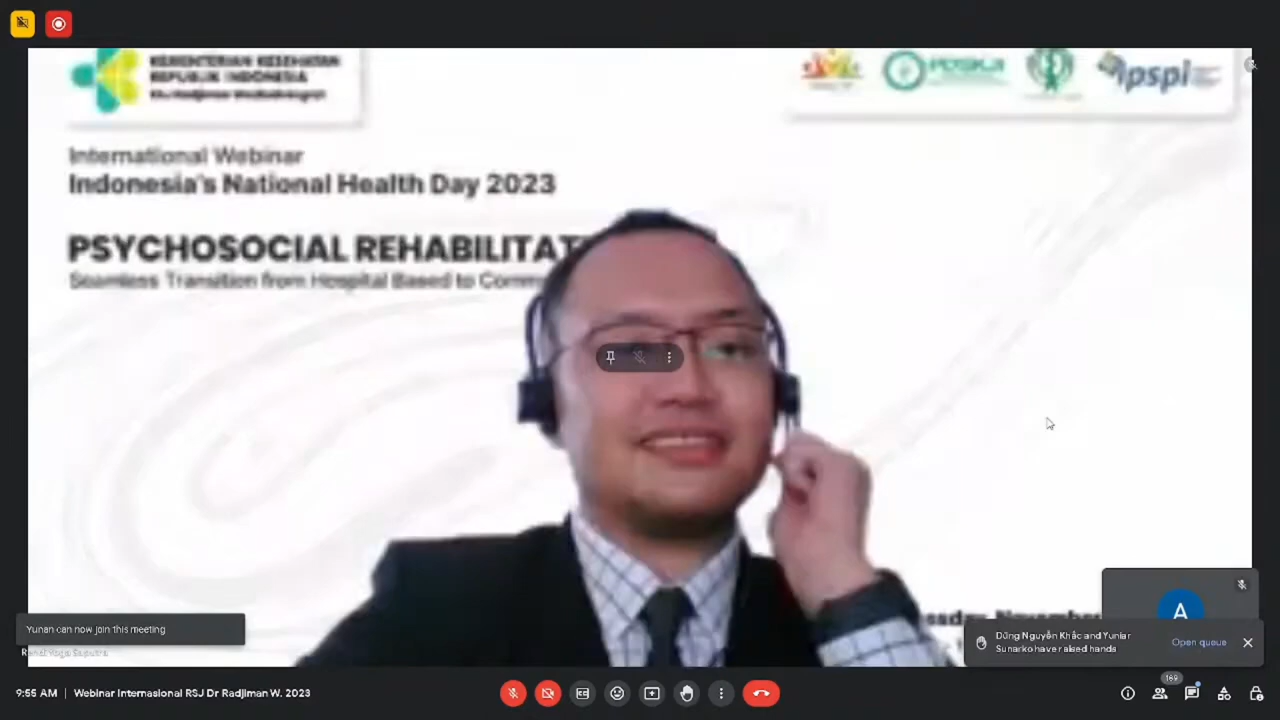 KEMENTERIAN KESEHATAN
REPUBLIK INDONESIA
ipspi
International Webinar
Indonesia's National Health Day 2023
PSYCHOSOCIAL REHABILITAT
Seamless Transition from Hospital Based to Comm
Yunan can now join this meeting
A
Dũng Nguyễn Khắc and Yuniar
Sunarko have raised hands
Open queue
9:55 AM | Webinar Internasional RSJ Dr Radjiman W. 2023
169